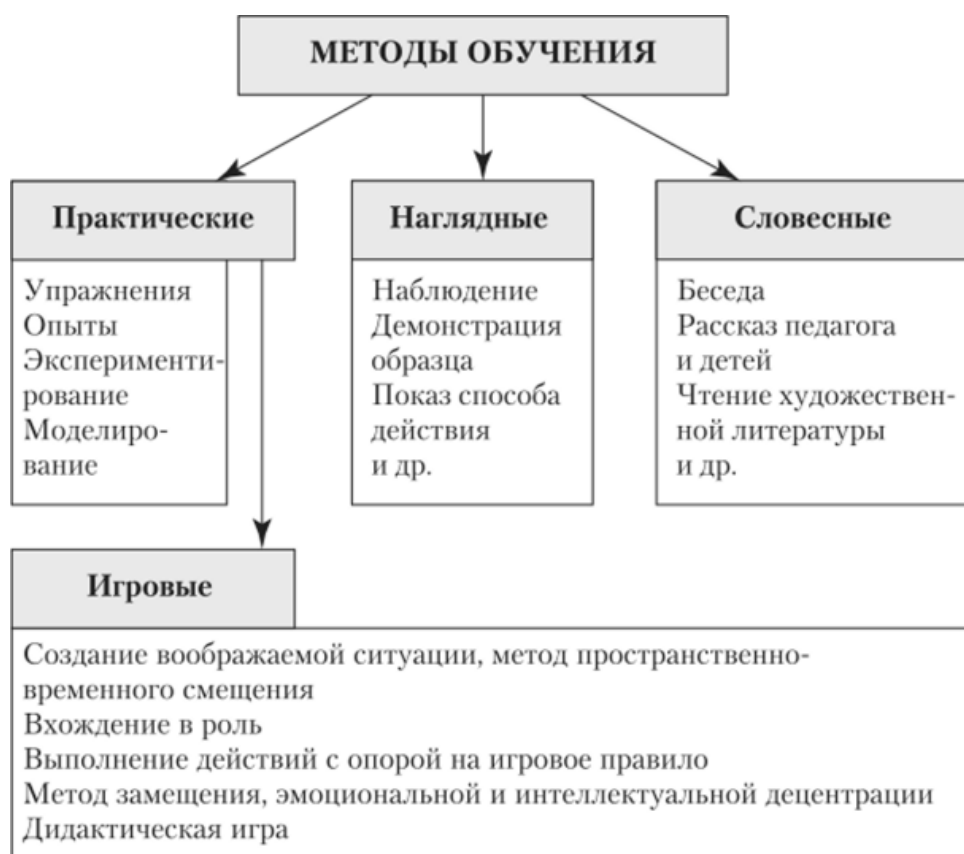 МЕТОДЫ ОБУЧЕНИЯ
Практические
Упражнения
Опыты
Эксперименти-
рование
Моделиро-
вание
Наглядные
Наблюдение
Демонстрация
образца
Показ способа
действия
и др.
Словесные
Беседа
Рассказ педагога
и детей
Чтение художествен-
ной литературы
и др.
Игровые
Создание воображаемой ситуации, метод пространственно-
временного смещения
Вхождение в роль
Выполнение действий с опорой на игровое правило
Метод замещения, эмоциональной и интеллектуальной децентрации
Дидактическая игра